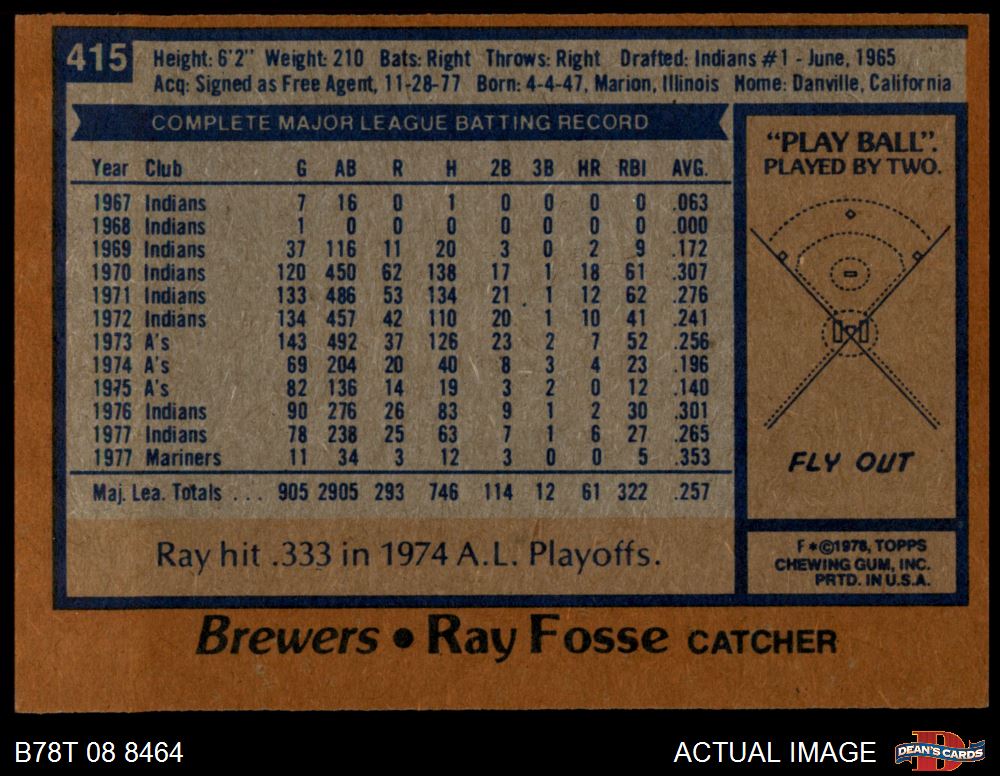 415
Height: 6'2" Weight: 210 Bats: Right Throws: Right Drafted: Indians #1 - June, 1965
Acq: Signed as Free Agent, 11-28-77 Born: 4-4-47, Marion, Illinois Home: Danville, California
COMPLETE MAJOR LEAGUE BATTING RECORD
Year Club G AB R H 2B 3B HR RBI AVG.
1967 Indians 7 16 0 1 0 0 0 0 .063
1968 Indians 1 0 0 0 0 0 0 0 .000
1969 Indians 37 116 11 20 3 0 2 9 .172
1970 Indians 120 450 62 138 17 1 18 61 .307
1971 Indians 133 486 53 134 21 1 12 62 .276
1972 Indians 134 457 42 110 20 1 10 41 .241
1973 A's 143 492 37 126 23 2 7 52 .256
1974 A's 69 204 20 40 8 3 4 23 .196
1975 A's 82 136 14 19 3 2 0 12 .140
1976 Indians 90 276 26 83 9 1 2 30 .301
1977 Indians 78 238 25 63 7 1 6 27 .265
1977 Mariners 11 34 3 12 3 0 0 5 .353
Maj. Lea. Totals . . . 905 2905 293 746 114 12 61 322 .257
Ray hit .333 in 1974 A.L. Playoffs.
"PLAY BALL".
PLAYED BY TWO.
FLY OUT
F*©1978, TOPPS
CHEWING GUM, INC.
PRTD. IN U.S.A.
Brewers • Ray Fosse CATCHER
B78T 08 8464
ACTUAL IMAGE
D
DEAN'S CARDS